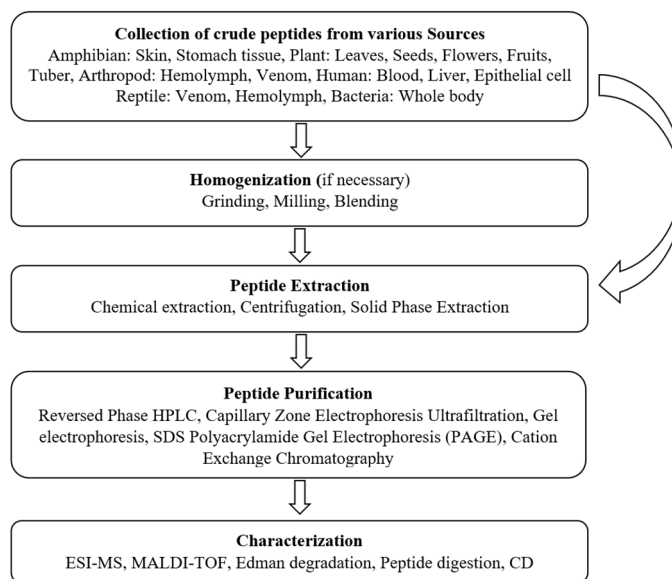 Collection of crude peptides from various Sources
Amphibian: Skin, Stomach tissue, Plant: Leaves, Seeds, Flowers, Fruits,
Tuber, Arthropod: Hemolymph, Venom, Human: Blood, Liver, Epithelial cell
Reptile: Venom, Hemolymph, Bacteria: Whole body
Homogenization (if necessary)
Grinding, Milling, Blending
Peptide Extraction
Chemical extraction, Centrifugation, Solid Phase Extraction
Peptide Purification
Reversed Phase HPLC, Capillary Zone Electrophoresis Ultrafiltration, Gel
electrophoresis, SDS Polyacrylamide Gel Electrophoresis (PAGE), Cation
Exchange Chromatography
Characterization
ESI-MS, MALDI-TOF, Edman degradation, Peptide digestion, CD